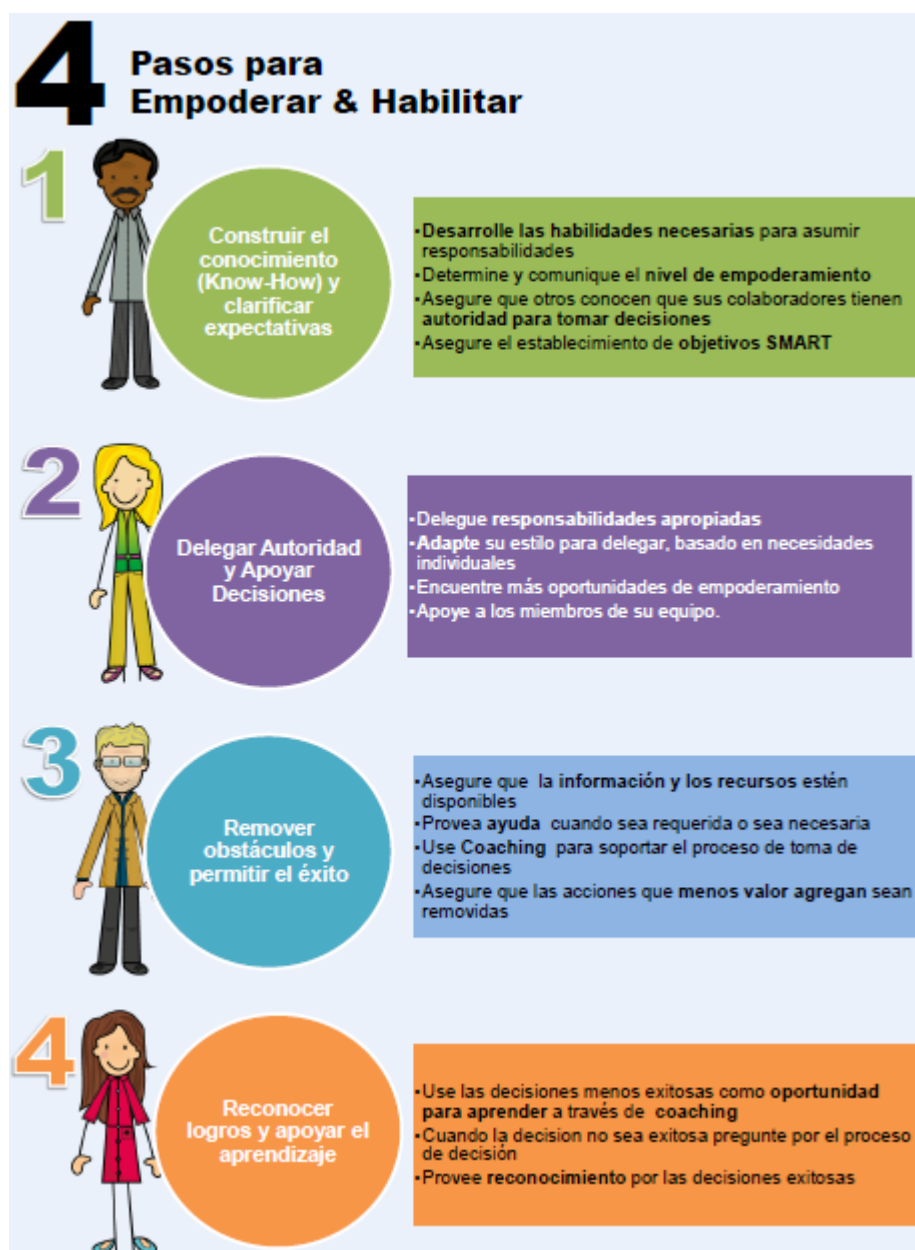 4 Pasos para
Empoderar & Habilitar
1
Construir el
conocimiento
(Know-How) y
clarificar
expectativas
•Desarrolle las habilidades necesarias para asumir
responsabilidades
•Determine y comunique el nivel de empoderamiento
•Asegure que otros conocen que sus colaboradores tienen
autoridad para tomar decisiones
•Asegure el establecimiento de objetivos SMART
2
Delegar Autoridad
y Apoyar
Decisiones
•Delegue responsabilidades apropiadas
•Adapte su estilo para delegar, basado en necesidades
individuales
•Encuentre más oportunidades de empoderamiento
•Apoye a los miembros de su equipo.
3
Remover
obstáculos y
permitir el éxito
•Asegure que la información y los recursos estén
disponibles
•Provea ayuda cuando sea requerida o sea necesaria
•Use Coaching para soportar el proceso de toma de
decisiones
•Asegure que las acciones que menos valor agregan sean
removidas
4
Reconocer
logros y apoyar el
aprendizaje
•Use las decisiones menos exitosas como oportunidad
para aprender a través de coaching
•Cuando la decision no sea exitosa pregunte por el proceso
de decisión
•Provee reconocimiento por las decisiones exitosas